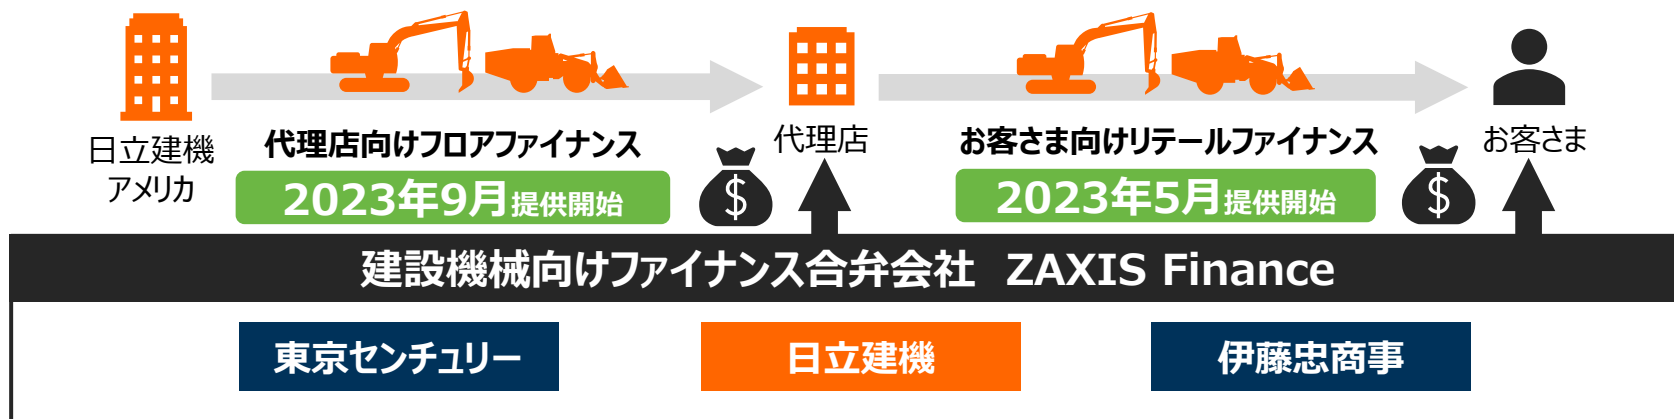 日立建機
アメリカ
代理店向けフロアファイナンス
2023年9月提供開始
$
代理店
お客さま向けリテールファイナンス
2023年5月提供開始
$
お客さま
建設機械向けファイナンス合弁会社 ZAXIS Finance
東京センチュリー
日立建機
伊藤忠商事